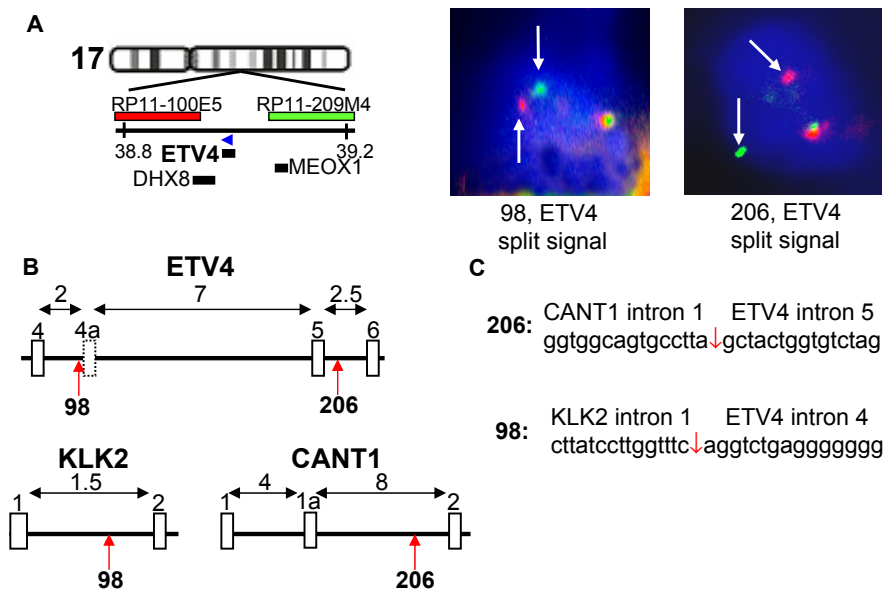 A
17
RP11-100E5 RP11-209M4
38.8 39.2
ETV4
MEOX1
DHX8
98, ETV4
split signal
206, ETV4
split signal
B
ETV4
2 7 2.5
4 4a 5 6
98 206
KLK2
1.5
1 2
98
CANT1
4 8
1 1a 2
206
C
CANT1 intron 1 ETV4 intron 5
206: ggtggcagtgcctta↓gctactggtgtctag
KLK2 intron 1 ETV4 intron 4
98: cttatccttggtttc↓aggtctgaggggggg